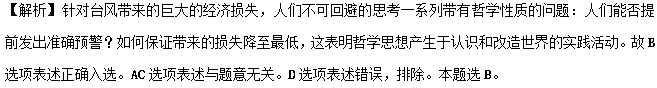 【解析】针对台风带来的巨大的经济损失，人们不可回避的思考一系列带有哲学性质的问题：人们能否提
前发出准确预警？如何保证带来的损失降至最低，这表明哲学思想产生于认识和改造世界的实践活动。故 B
选项表述正确入选。AC 选项表述与题意无关。D 选项表述错误，排除。本题选 B。